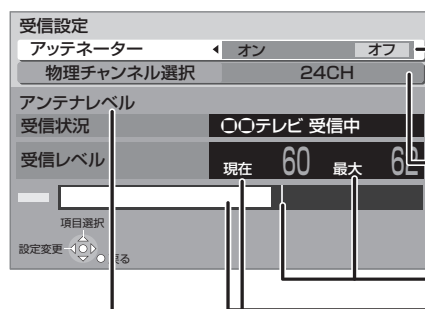 受信設定
アッテネーター オン オフ
物理チャンネル選択 24CH
アンテナレベル
受信状況 〇〇テレビ 受信中
受信レベル 現在 60 最大 62
項目選択
設定変更
戻る